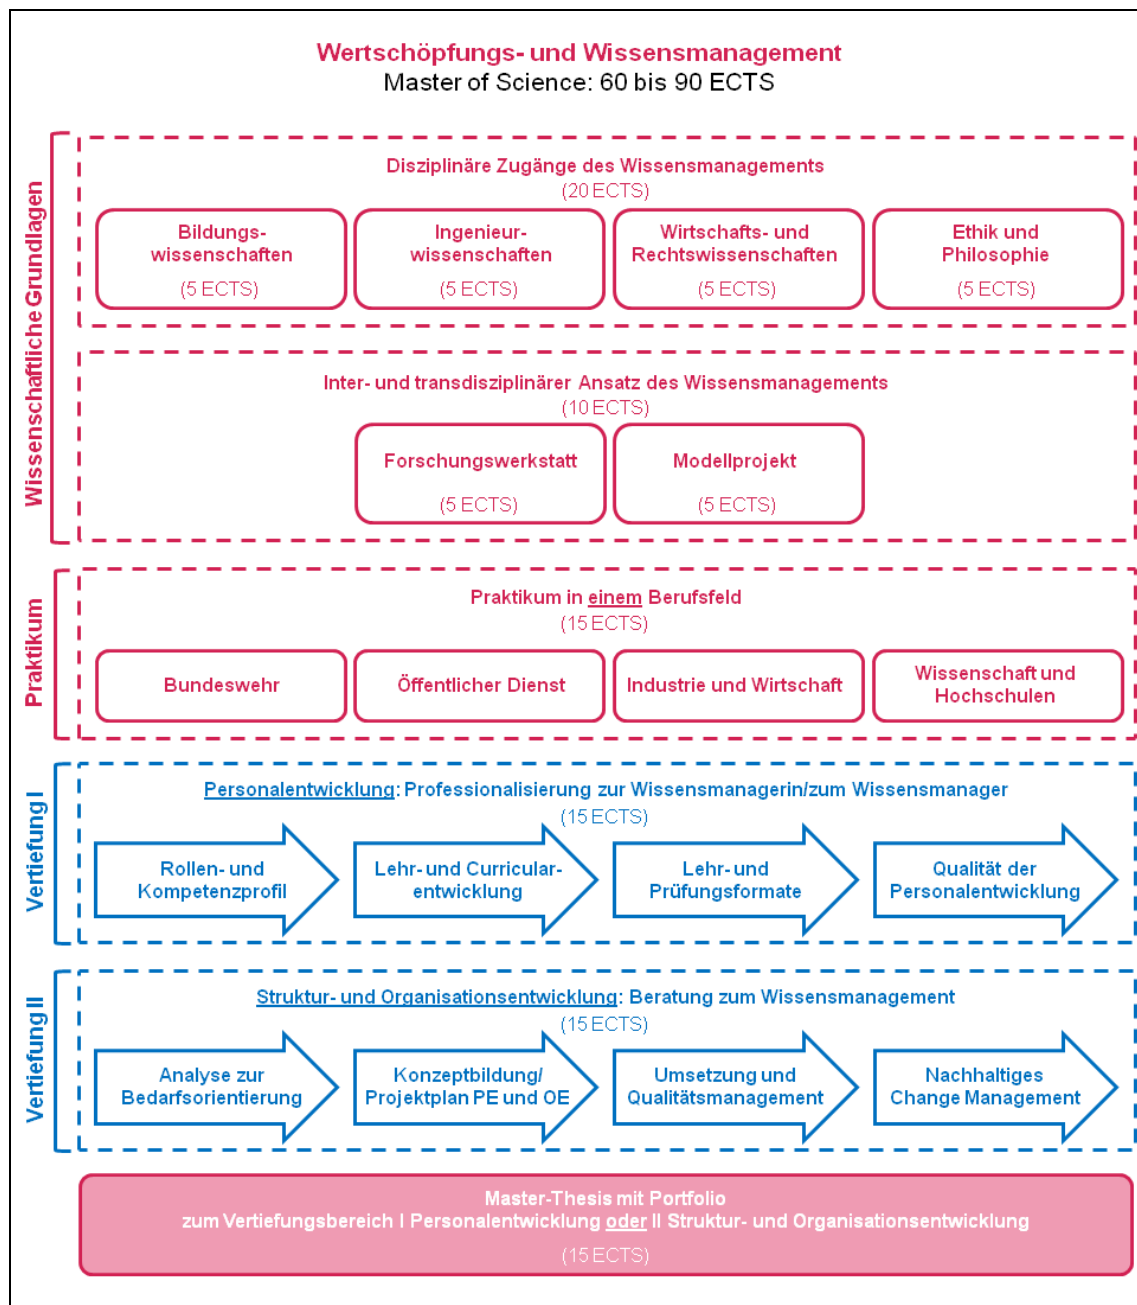 Wertschöpfungs- und Wissensmanagement
Master of Science: 60 bis 90 ECTS
Wissenschaftliche Grundlagen
Disziplinäre Zugänge des Wissensmanagements
(20 ECTS)
Bildungs-
wissenschaften
(5 ECTS)
Ingenieur-
wissenschaften
(5 ECTS)
Wirtschafts- und
Rechtswissenschaften
(5 ECTS)
Ethik und
Philosophie
(5 ECTS)
Inter- und transdisziplinärer Ansatz des Wissensmanagements
(10 ECTS)
Forschungswerkstatt
(5 ECTS)
Modellprojekt
(5 ECTS)
Praktikum
Praktikum in einem Berufsfeld
(15 ECTS)
Bundeswehr
Öffentlicher Dienst
Industrie und Wirtschaft
Wissenschaft und
Hochschulen
Vertiefung I
Personalentwicklung: Professionalisierung zur Wissensmanagerin/zum Wissensmanager
(15 ECTS)
Rollen- und
Kompetenzprofil
Lehr- und Curricular-
entwicklung
Lehr- und
Prüfungsformate
Qualität der
Personalentwicklung
Vertiefung II
Struktur- und Organisationsentwicklung: Beratung zum Wissensmanagement
(15 ECTS)
Analyse zur
Bedarfsorientierung
Konzeptbildung/
Projektplan PE und OE
Umsetzung und
Qualitätsmanagement
Nachhaltiges
Change Management
Master-Thesis mit Portfolio
zum Vertiefungsbereich I Personalentwicklung oder II Struktur- und Organisationsentwicklung
(15 ECTS)